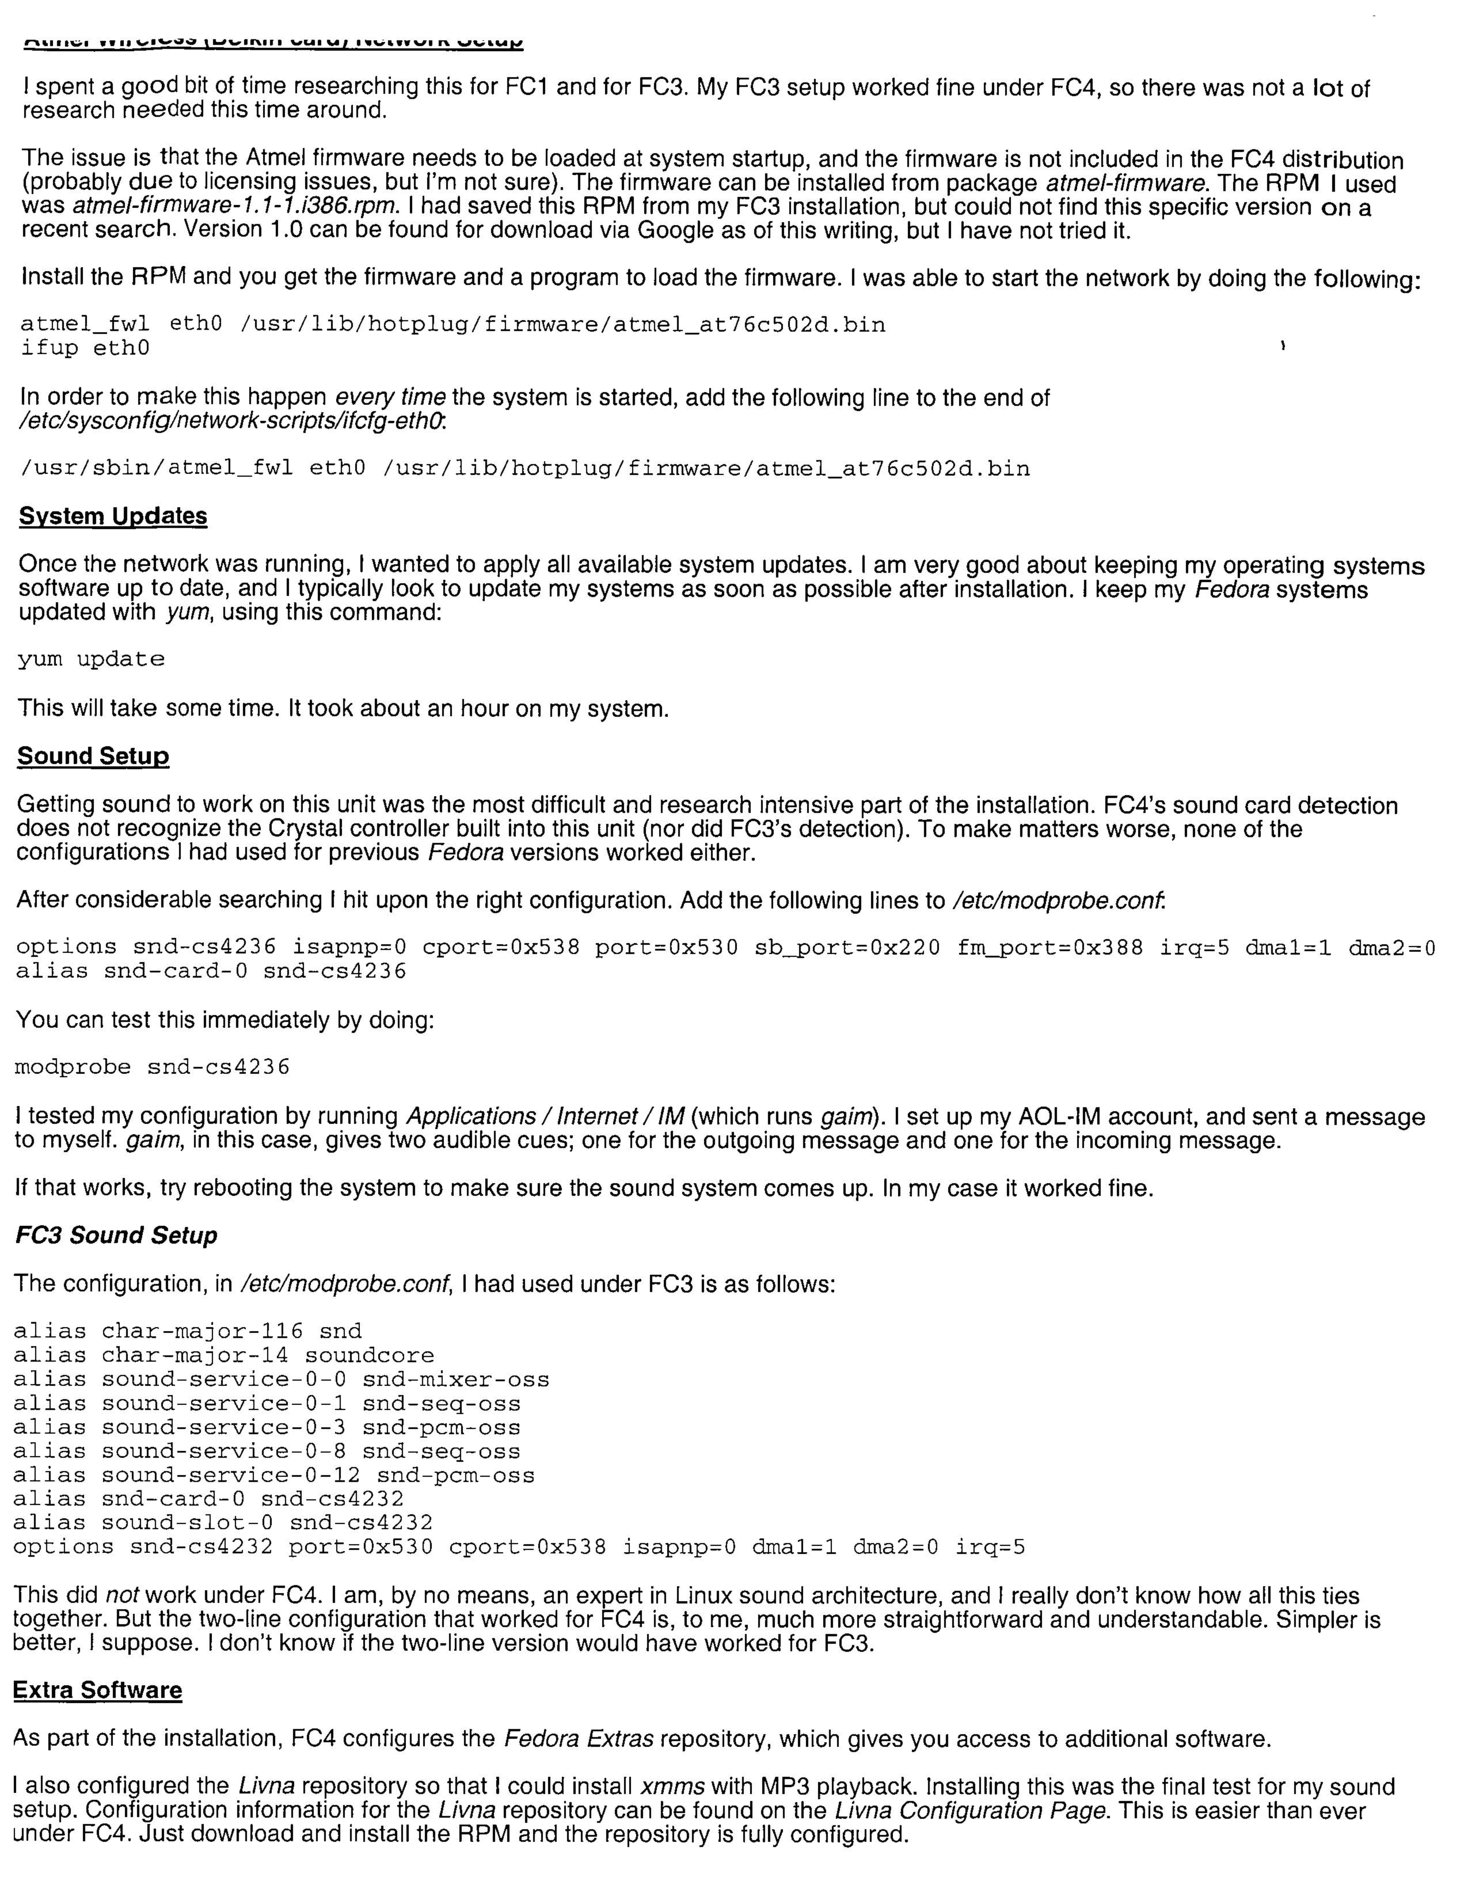 Atmel Wireless (Belkin card) Network Setup
I spent a good bit of time researching this for FC1 and for FC3. My FC3 setup worked fine under FC4, so there was not a lot of
research needed this time around.
The issue is that the Atmel firmware needs to be loaded at system startup, and the firmware is not included in the FC4 distribution
(probably due to licensing issues, but I'm not sure). The firmware can be installed from package atmel-firmware. The RPM I used
was atmel-firmware-1.1-1.i386.rpm. I had saved this RPM from my FC3 installation, but could not find this specific version on a
recent search. Version 1.0 can be found for download via Google as of this writing, but I have not tried it.
Install the RPM and you get the firmware and a program to load the firmware. I was able to start the network by doing the following:
atmel_fwl eth0 /usr/lib/hotplug/firmware/atmel_at76c502d.bin
ifup eth0
In order to make this happen every time the system is started, add the following line to the end of
/etc/sysconfig/network-scripts/ifcfg-eth0:
/usr/sbin/atmel_fwl eth0 /usr/lib/hotplug/firmware/atmel_at76c502d.bin
System Updates
Once the network was running, I wanted to apply all available system updates. I am very good about keeping my operating systems
software up to date, and I typically look to update my systems as soon as possible after installation. I keep my Fedora systems
updated with yum, using this command:
yum update
This will take some time. It took about an hour on my system.
Sound Setup
Getting sound to work on this unit was the most difficult and research intensive part of the installation. FC4's sound card detection
does not recognize the Crystal controller built into this unit (nor did FC3's detection). To make matters worse, none of the
configurations I had used for previous Fedora versions worked either.
After considerable searching I hit upon the right configuration. Add the following lines to /etc/modprobe.conf:
options snd-cs4236 isapnp=0 cport=0x538 port=0x530 sb_port=0x220 fm_port=0x388 irq=5 dma1=1 dma2=0
alias snd-card-0 snd-cs4236
You can test this immediately by doing:
modprobe snd-cs4236
I tested my configuration by running Applications / Internet / IM (which runs gaim). I set up my AOL-IM account, and sent a message
to myself. gaim, in this case, gives two audible cues; one for the outgoing message and one for the incoming message.
If that works, try rebooting the system to make sure the sound system comes up. In my case it worked fine.
FC3 Sound Setup
The configuration, in /etc/modprobe.conf, I had used under FC3 is as follows:
alias char-major-116 snd
alias char-major-14 soundcore
alias sound-service-0-0 snd-mixer-oss
alias sound-service-0-1 snd-seq-oss
alias sound-service-0-3 snd-pcm-oss
alias sound-service-0-8 snd-seq-oss
alias sound-service-0-12 snd-pcm-oss
alias snd-card-0 snd-cs4232
alias sound-slot-0 snd-cs4232
options snd-cs4232 port=0x530 cport=0x538 isapnp=0 dma1=1 dma2=0 irq=5
This did not work under FC4. I am, by no means, an expert in Linux sound architecture, and I really don't know how all this ties
together. But the two-line configuration that worked for FC4 is, to me, much more straightforward and understandable. Simpler is
better, I suppose. I don't know if the two-line version would have worked for FC3.
Extra Software
As part of the installation, FC4 configures the Fedora Extras repository, which gives you access to additional software.
I also configured the Livna repository so that I could install xmms with MP3 playback. Installing this was the final test for my sound
setup. Configuration information for the Livna repository can be found on the Livna Configuration Page. This is easier than ever
under FC4. Just download and install the RPM and the repository is fully configured.